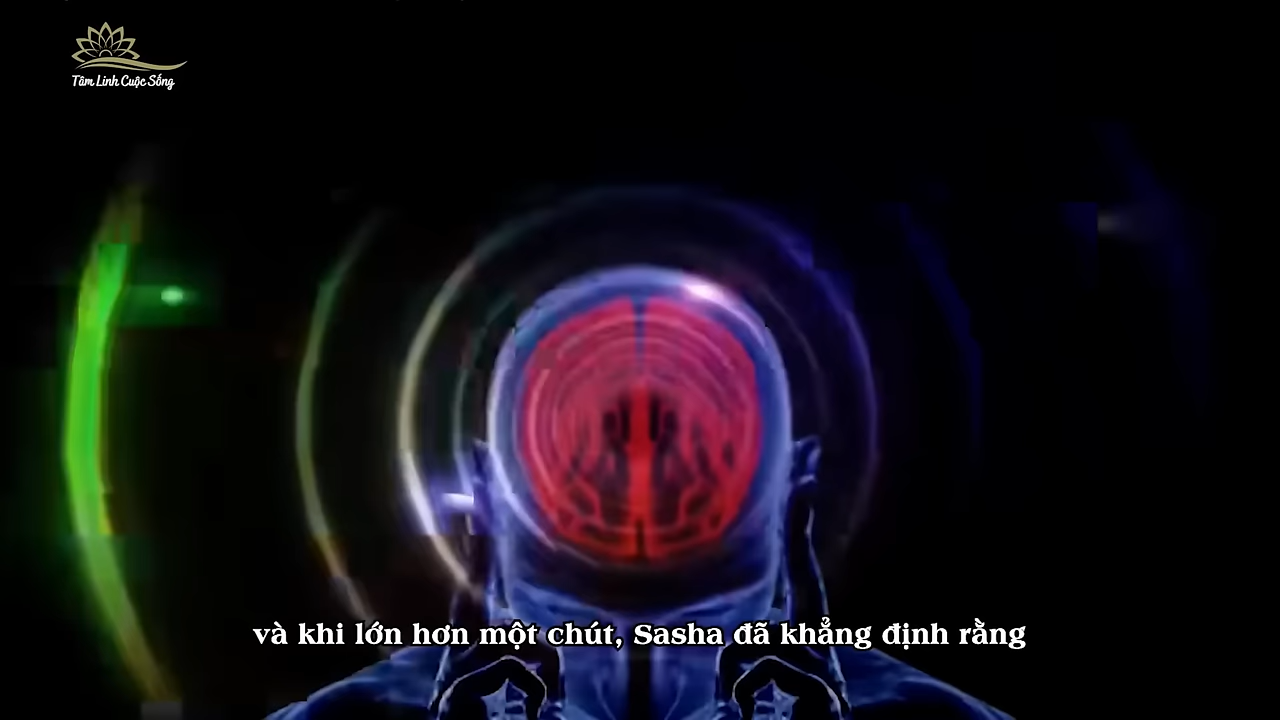 Tâm Linh Cuộc Sống
và khi lớn hơn một chút, Sasha đã khẳng định rằng